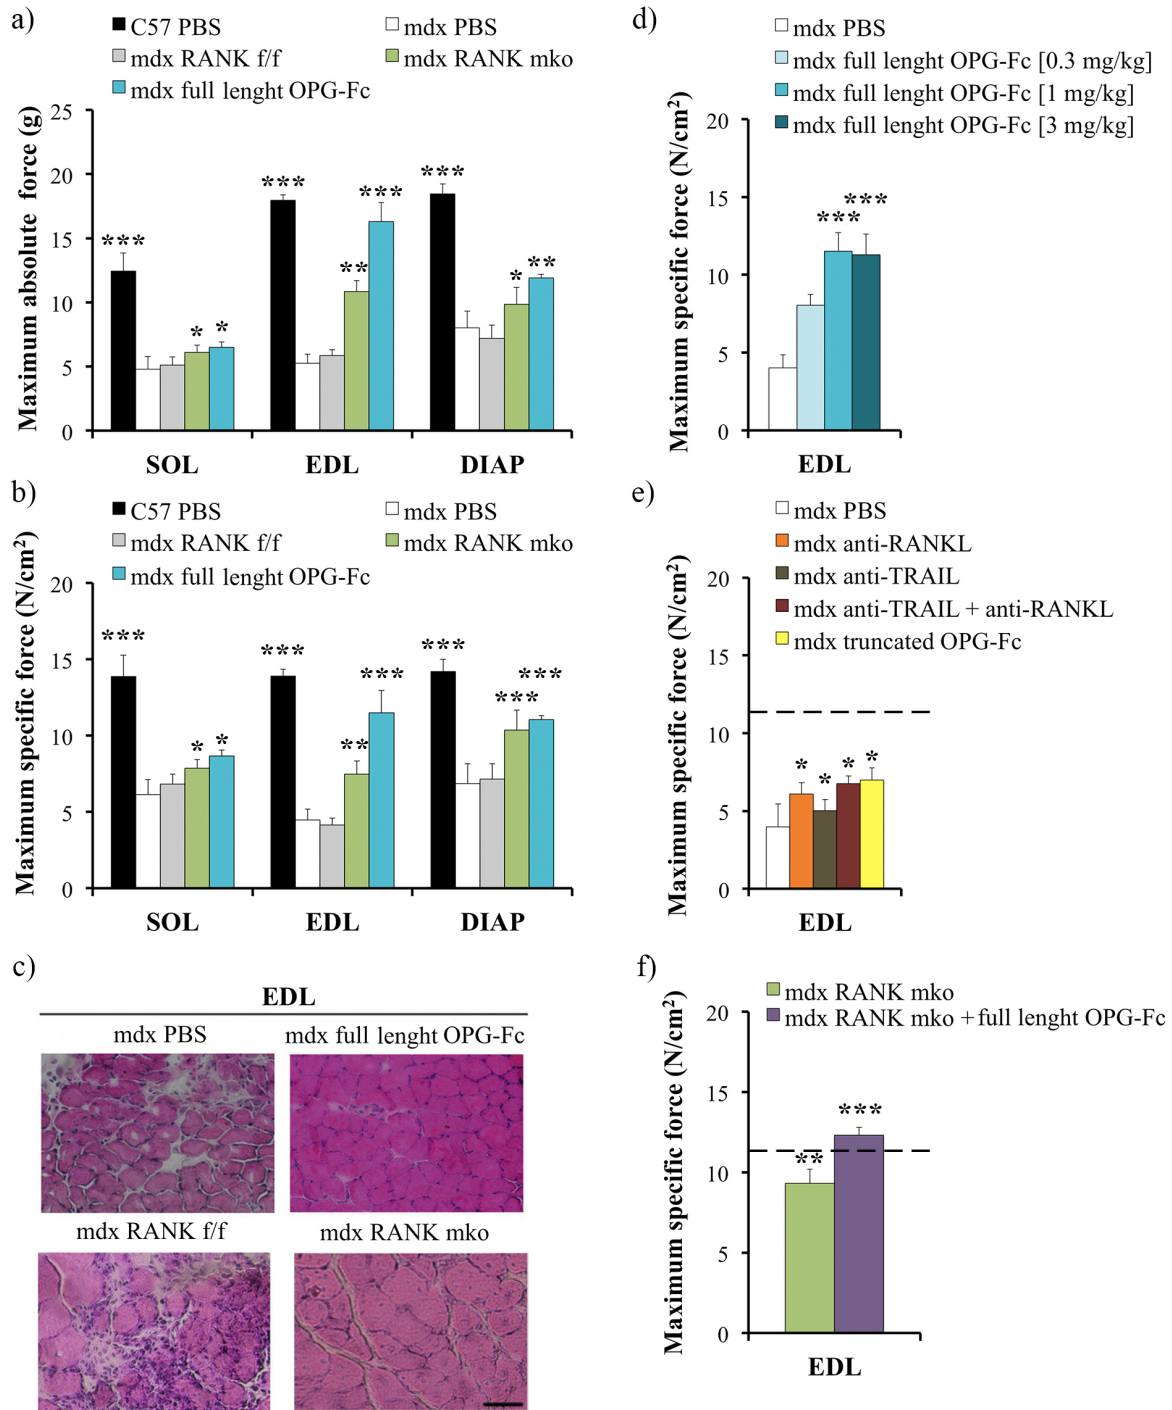 a)
C57 PBS
mdx PBS
mdx RANK f/f
mdx RANK mko
mdx full lenght OPG-Fc
Maximum absolute force (g)
25
20
15
10
5
0
***
* *
***
**
***
***
*
**
SOL EDL DIAP
b)
C57 PBS
mdx PBS
mdx RANK f/f
mdx RANK mko
mdx full lenght OPG-Fc
Maximum specific force (N/cm²)
20
15
10
5
0
***
* *
***
**
***
***
***
***
SOL EDL DIAP
c)
EDL
mdx PBS
mdx full lenght OPG-Fc
mdx RANK f/f
mdx RANK mko
d)
mdx PBS
mdx full lenght OPG-Fc [0.3 mg/kg]
mdx full lenght OPG-Fc [1 mg/kg]
mdx full lenght OPG-Fc [3 mg/kg]
Maximum specific force (N/cm²)
20
15
10
5
0
***
***
EDL
e)
mdx PBS
mdx anti-RANKL
mdx anti-TRAIL
mdx anti-TRAIL + anti-RANKL
mdx truncated OPG-Fc
Maximum specific force (N/cm²)
20
15
10
5
0
* * * *
EDL
f)
mdx RANK mko
mdx RANK mko + full lenght OPG-Fc
Maximum specific force (N/cm²)
20
15
10
5
0
**
***
EDL